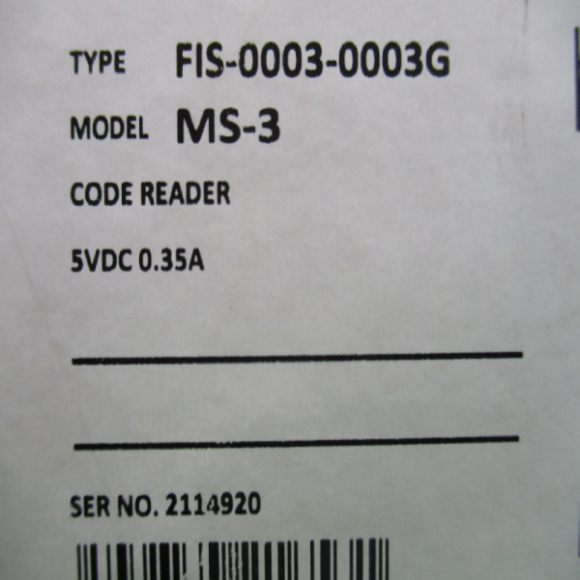 TYPE FIS-0003-0003G
MODEL MS-3
CODE READER
5VDC 0.35A
SER NO. 2114920